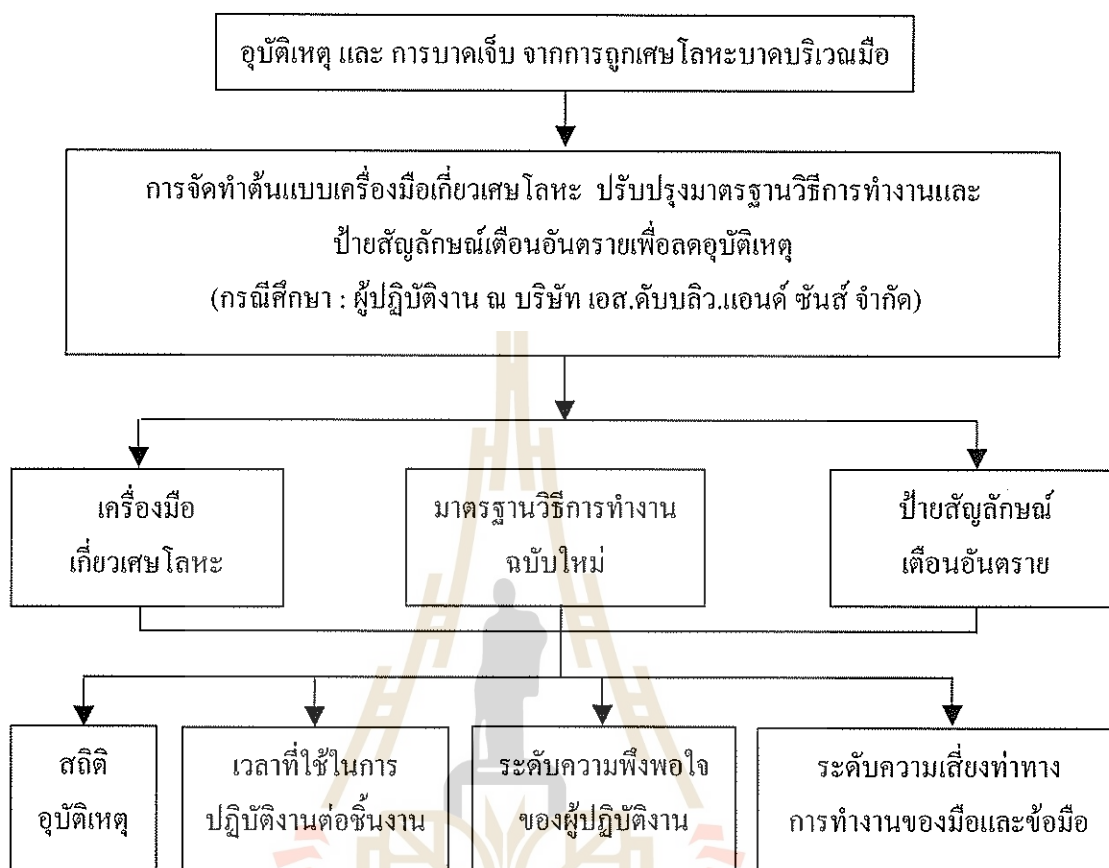 อุบัติเหตุ และ การบาดเจ็บ จากการถูกเศษโลหะบาดบริเวณมือ
การจัดทำต้นแบบเครื่องมือเกี่ยวเศษโลหะ ปรับปรุงมาตรฐานวิธีการทำงานและ
ป้ายสัญลักษณ์เตือนอันตรายเพื่อลดอุบัติเหตุ
(กรณีศึกษา : ผู้ปฏิบัติงาน ณ บริษัท เอส.ดับบลิว.แอนด์ ซันส์ จำกัด)
เครื่องมือ
เกี่ยวเศษโลหะ
มาตรฐานวิธีการทำงาน
ฉบับใหม่
ป้ายสัญลักษณ์
เตือนอันตราย
สถิติ
อุบัติเหตุ
เวลาที่ใช้ในการ
ปฏิบัติงานต่อชิ้นงาน
ระดับความพึงพอใจ
ของผู้ปฏิบัติงาน
ระดับความเสี่ยงท่าทาง
การทำงานของมือและข้อมือ